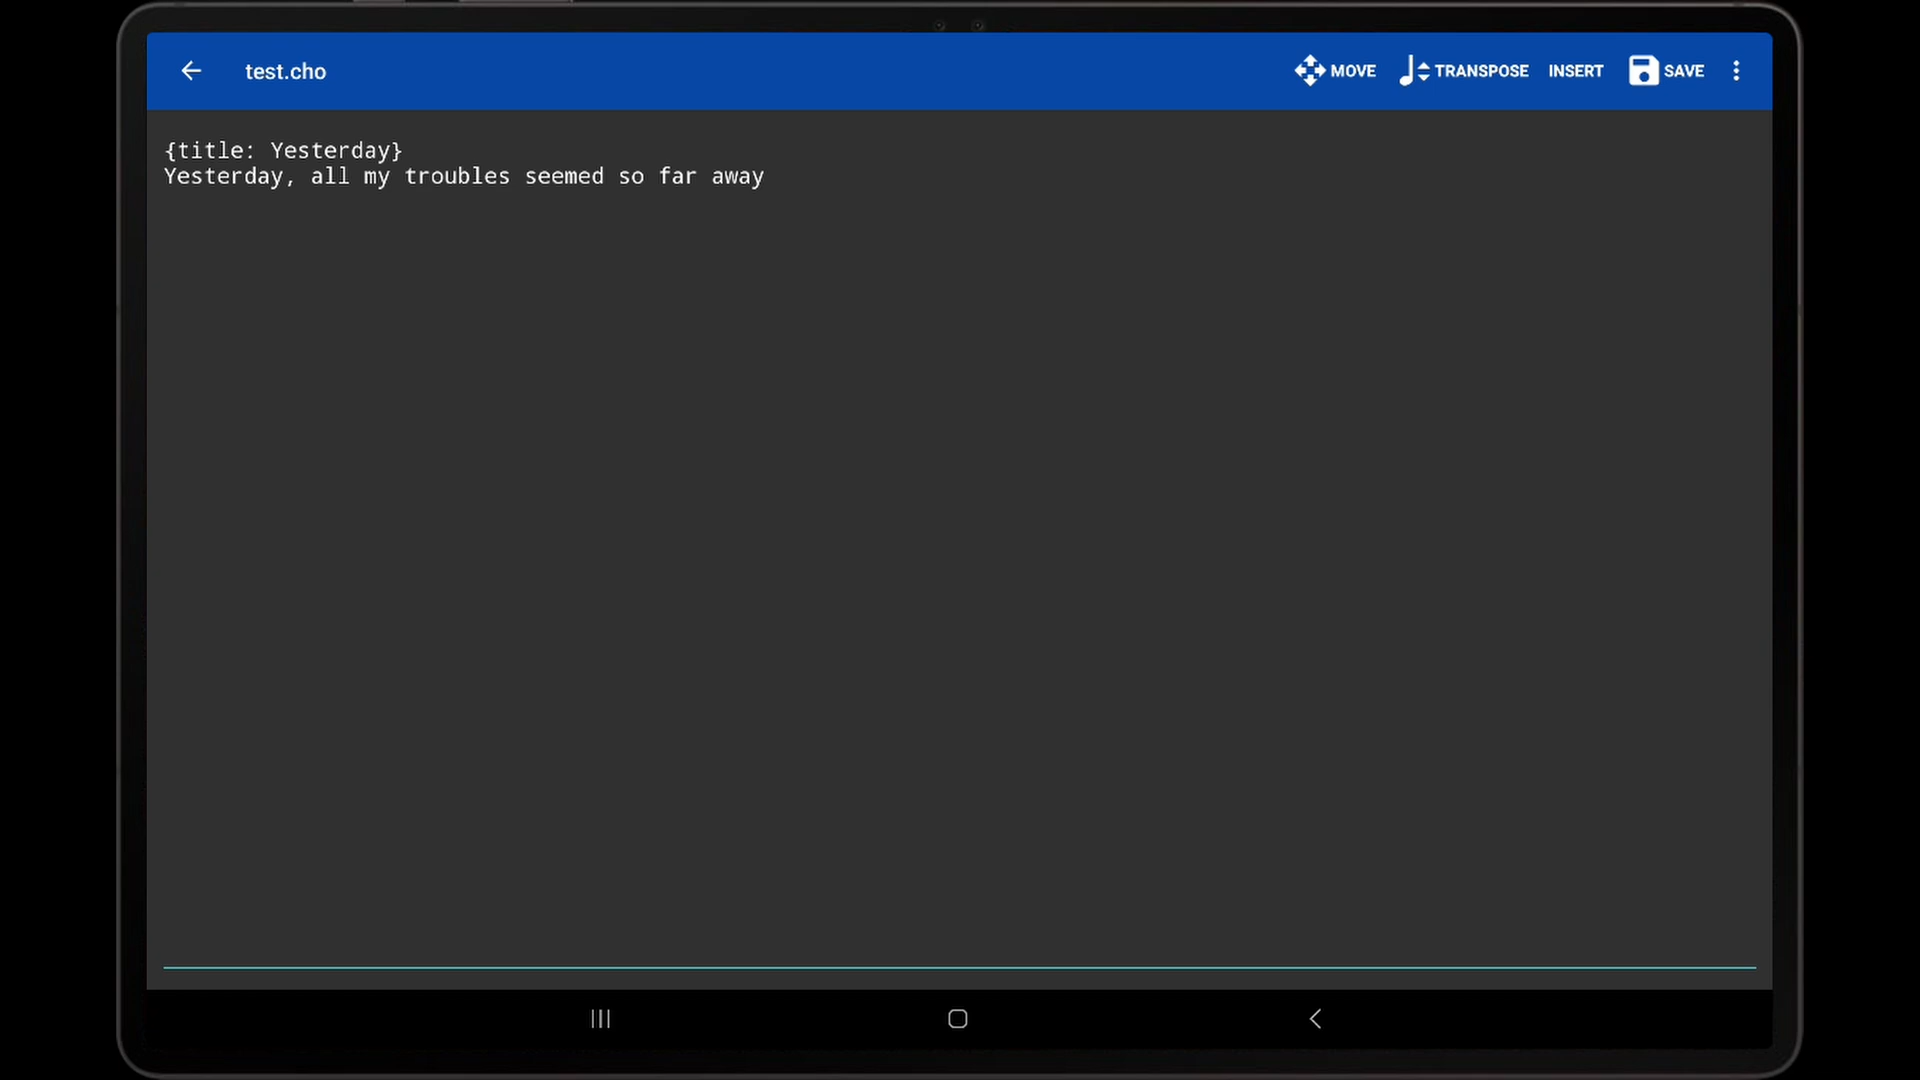 test.cho
MOVE
TRANSPOSE
INSERT
SAVE
{title: Yesterday}
Yesterday, all my troubles seemed so far away